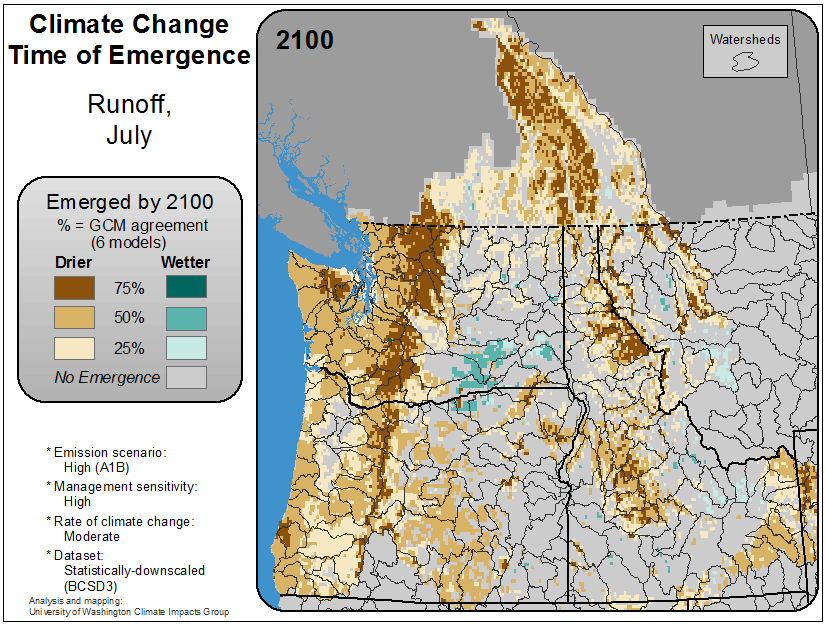 Climate Change
Time of Emergence
Runoff,
July
Emerged by 2100
% = GCM agreement
(6 models)
Drier Wetter
75%
50%
25%
No Emergence
* Emission scenario:
High (A1B)
* Management sensitivity:
High
* Rate of climate change:
Moderate
* Dataset:
Statistically-downscaled
(BCSD3)
Analysis and mapping:
University of Washington Climate Impacts Group
2100
Watersheds